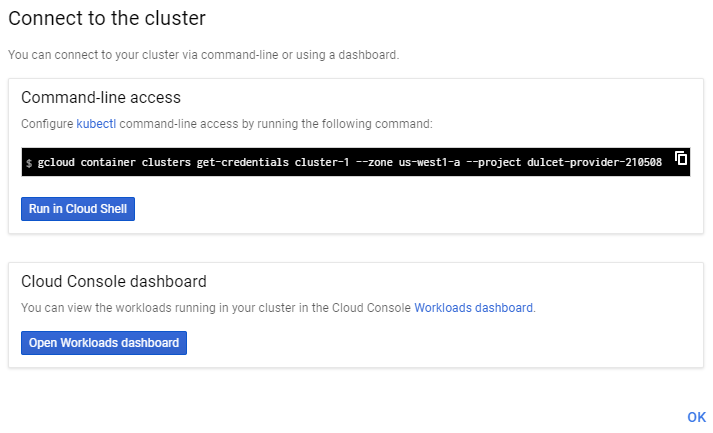 Connect to the cluster
You can connect to your cluster via command-line or using a dashboard.
Command-line access
Configure kubectl command-line access by running the following command:
$ gcloud container clusters get-credentials cluster-1 --zone us-west1-a --project dulcet-provider-210508
Run in Cloud Shell
Cloud Console dashboard
You can view the workloads running in your cluster in the Cloud Console Workloads dashboard.
Open Workloads dashboard
OK